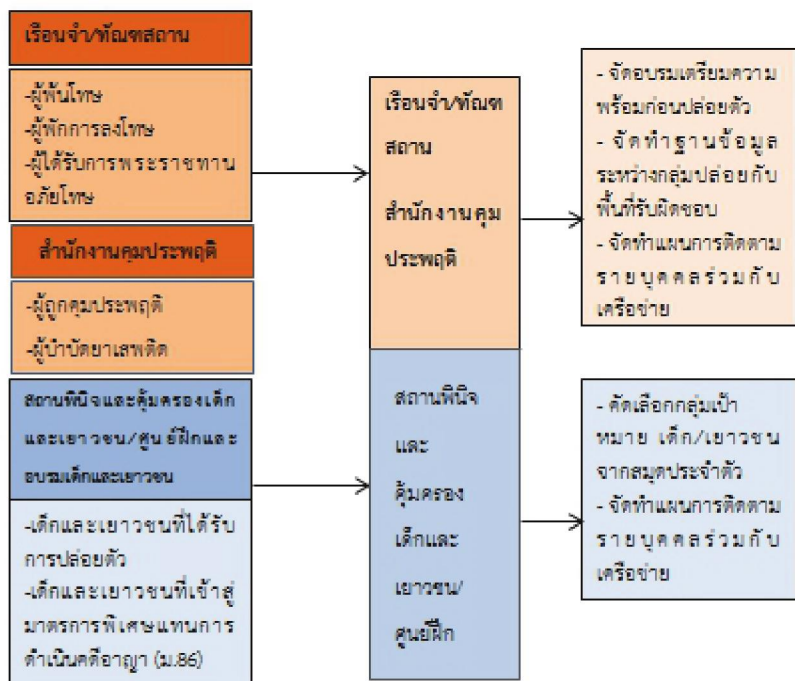 เรือนจำ/ทัณฑสถาน
-ผู้พ้นโทษ
-ผู้พักการลงโทษ
-ผู้ได้รับการพระราชทาน
อภัยโทษ
สำนักงานคุมประพฤติ
-ผู้ถูกคุมประพฤติ
-ผู้บำบัดยาเสพติด
สถานพินิจและคุ้มครองเด็ก
และเยาวชน/ศูนย์ฝึกและ
อบรมเด็กและเยาวชน
-เด็กและเยาวชนที่ได้รับ
การปล่อยตัว
-เด็กและเยาวชนที่เข้าสู่
มาตรการพิเศษแทนการ
ดำเนินคดีอาญา (ม.86)
เรือนจำ/ทัณฑ
สถาน
สำนักงานคุม
ประพฤติ
สถานพินิจ
และ
คุ้มครอง
เด็กและ
เยาวชน/
ศูนย์ฝึก
- จัดอบรมเตรียมความ
พร้อมก่อนปล่อยตัว
- จัดทำฐานข้อมูล
ระหว่างกลุ่มปล่อยกับ
พื้นที่รับผิดชอบ
- จัดทำแผนการติดตาม
รายบุคคลร่วมกับ
เครือข่าย
- คัดเลือกกลุ่มเป้า
หมาย เด็ก/เยาวชน
จากสมุดประจำตัว
- จัดทำแผนการติดตาม
รายบุคคลร่วมกับ
เครือข่าย